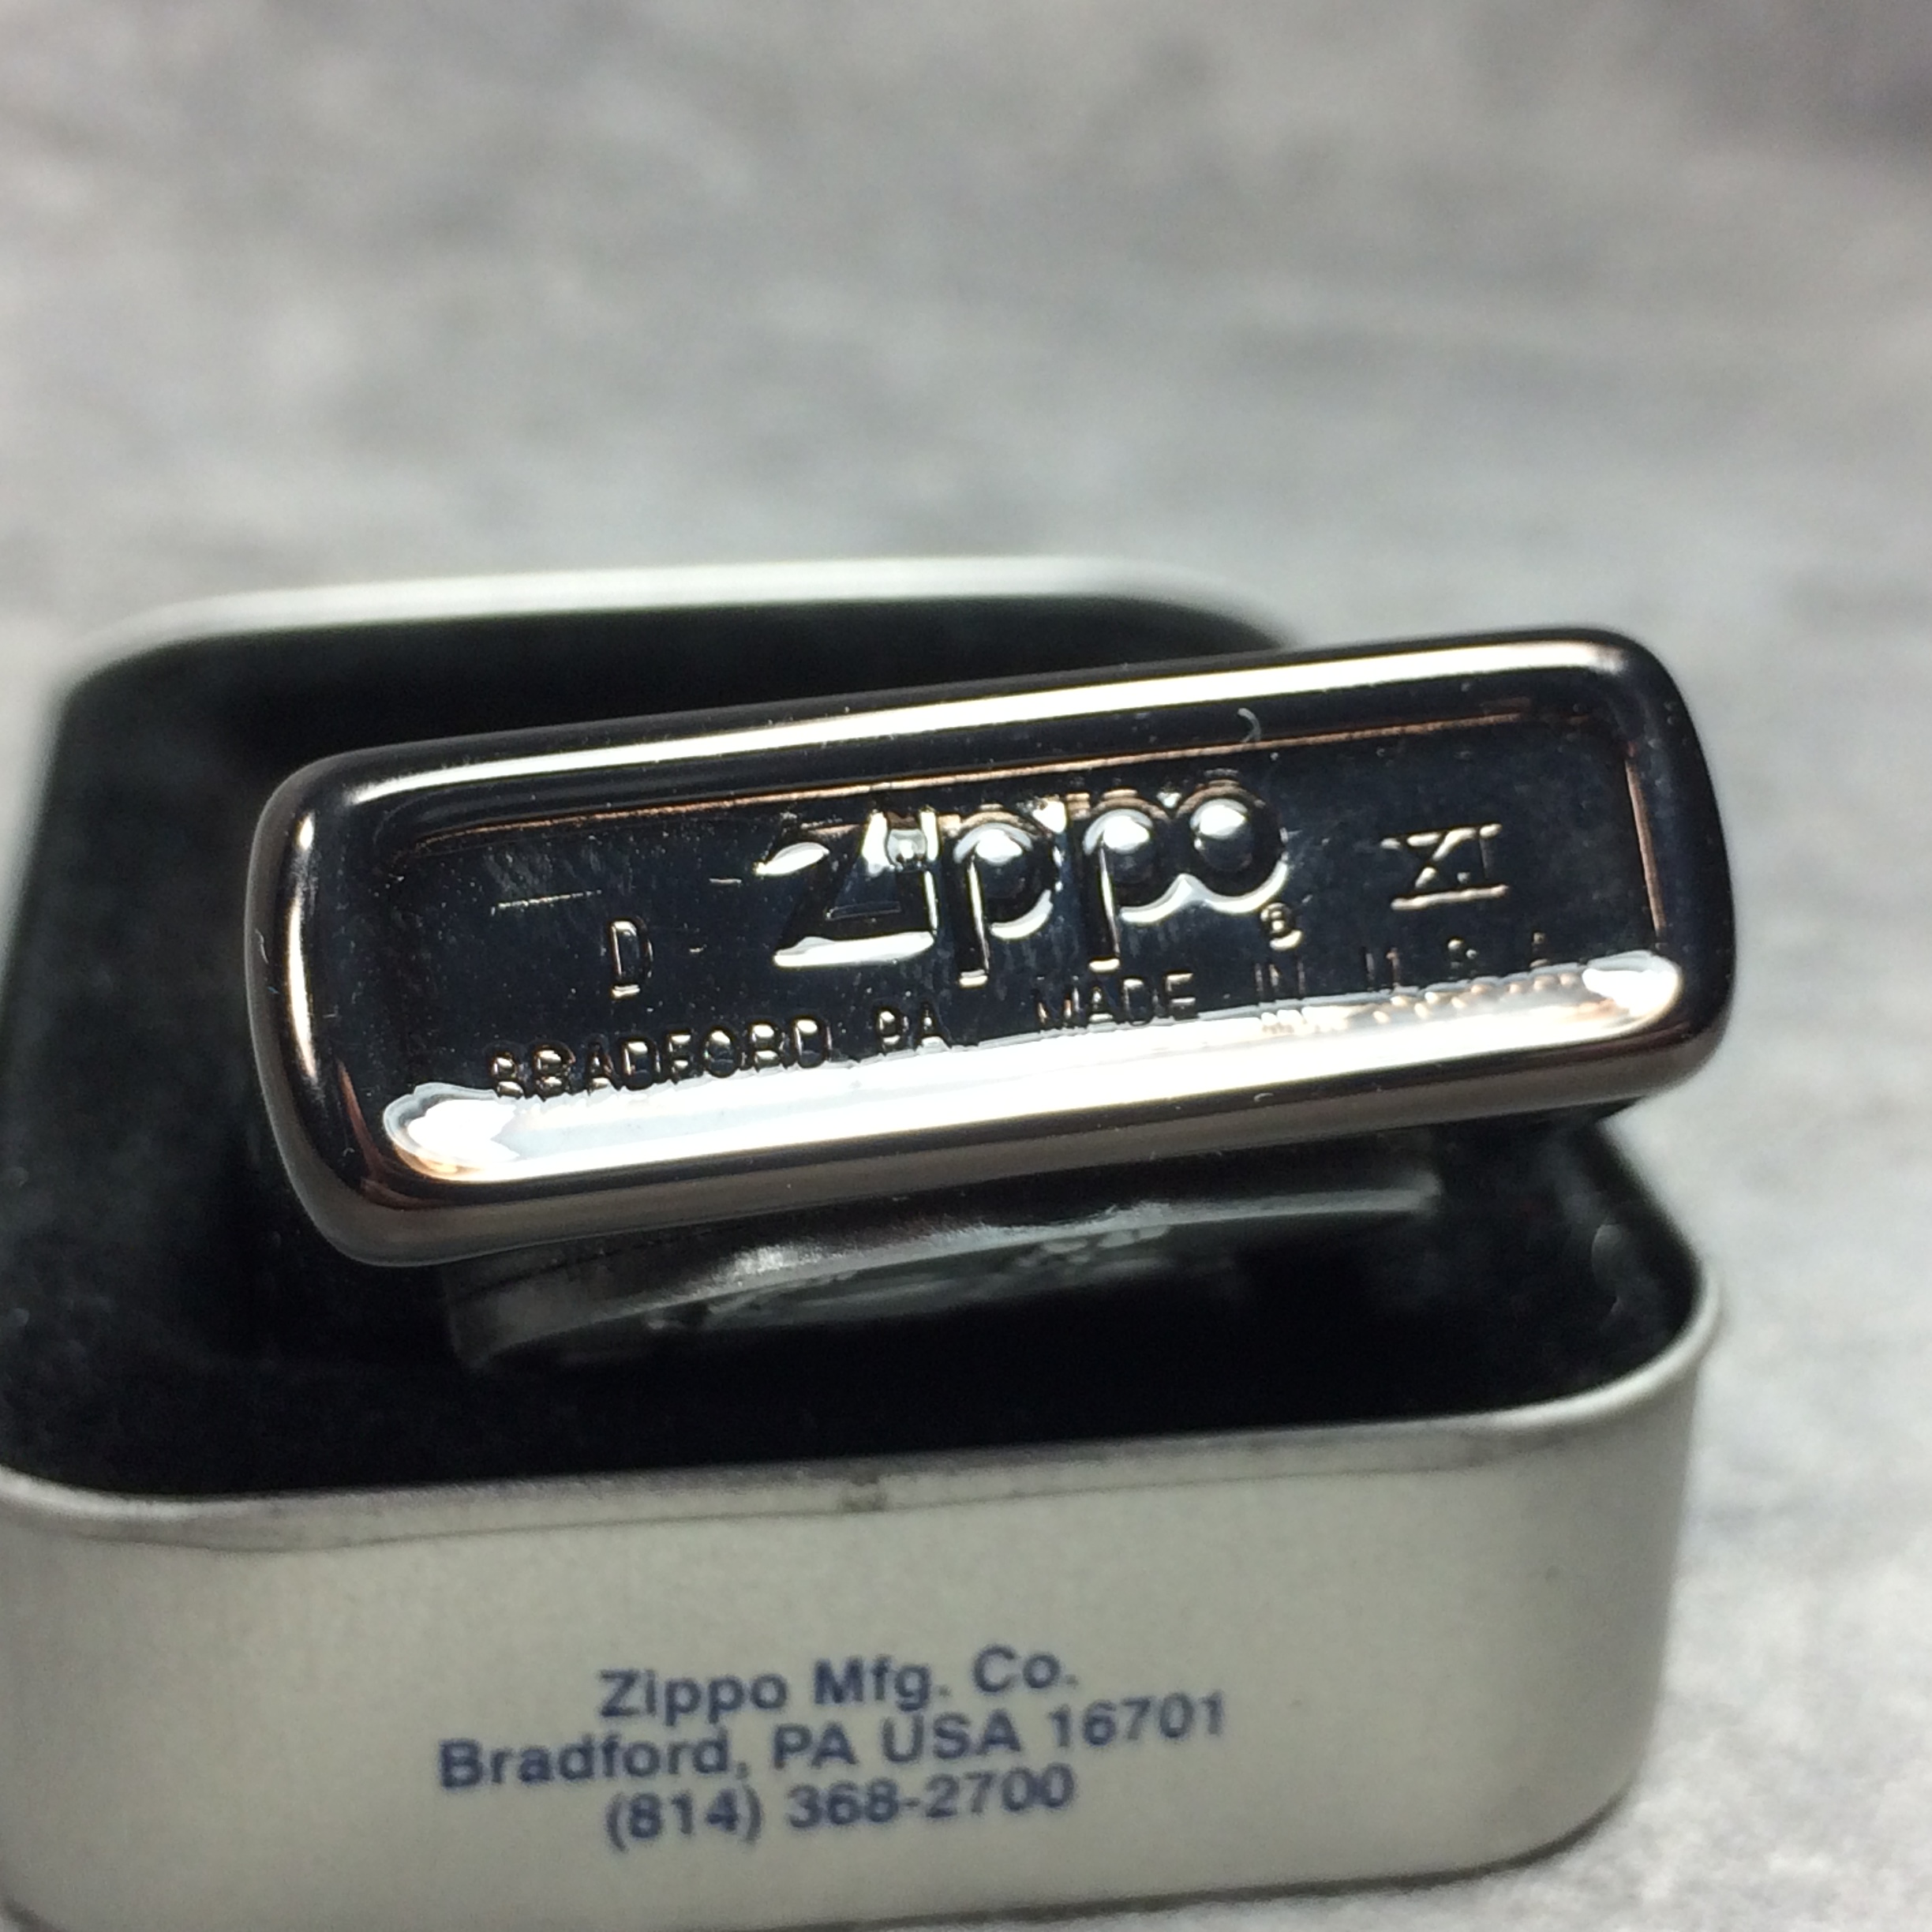 Zippo ®
D XI
BRADFORD, PA. MADE IN U.S.A.
Zippo Mfg. Co.
Bradford, PA USA 16701
(814) 368-2700